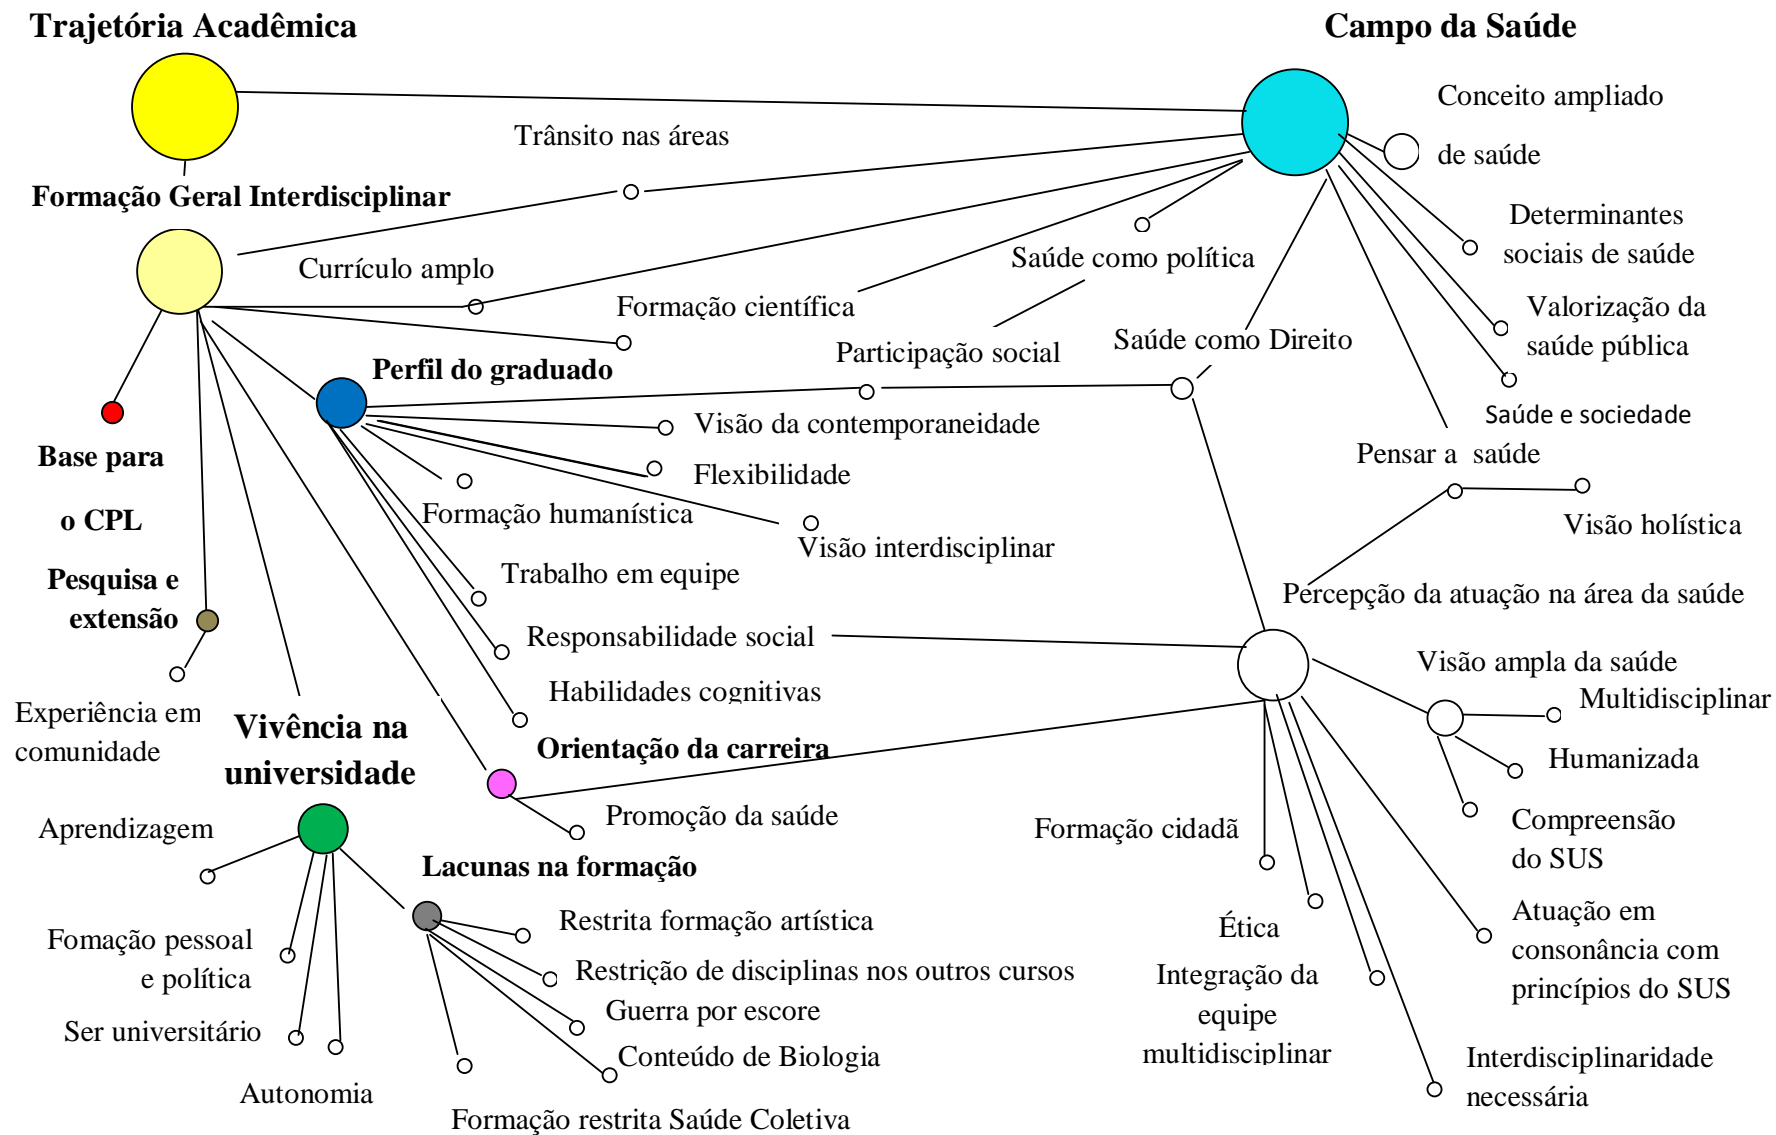 Trajetória Acadêmica
Campo da Saúde
Conceito ampliado
de saúde
Trânsito nas áreas
Formação Geral Interdisciplinar
Determinantes
sociais de saúde
Saúde como política
Currículo amplo
Formação científica
Valorização da
saúde pública
Saúde como Direito
Participação social
Perfil do graduado
Saúde e sociedade
Visão da contemporaneidade
Base para
o CPL
Pensar a  saúde
Flexibilidade
Formação humanística
Visão holística
Visão interdisciplinar
Pesquisa e
extensão
Trabalho em equipe
Percepção da atuação na área da saúde
Responsabilidade social
Visão ampla da saúde
Habilidades cognitivas
Multidisciplinar
Experiência em
comunidade
Vivência na
universidade
Orientação da carreira
Humanizada
Promoção da saúde
Aprendizagem
Formação cidadã
Compreensão
do SUS
Lacunas na formação
Restrita formação artística
Ética
Atuação em
consonância com
princípios do SUS
Fomação pessoal
e política
Restrição de disciplinas nos outros cursos
Integração da
equipe
multidisciplinar
Guerra por escore
Ser universitário
Conteúdo de Biologia
Interdisciplinaridade
necessária
Autonomia
Formação restrita Saúde Coletiva